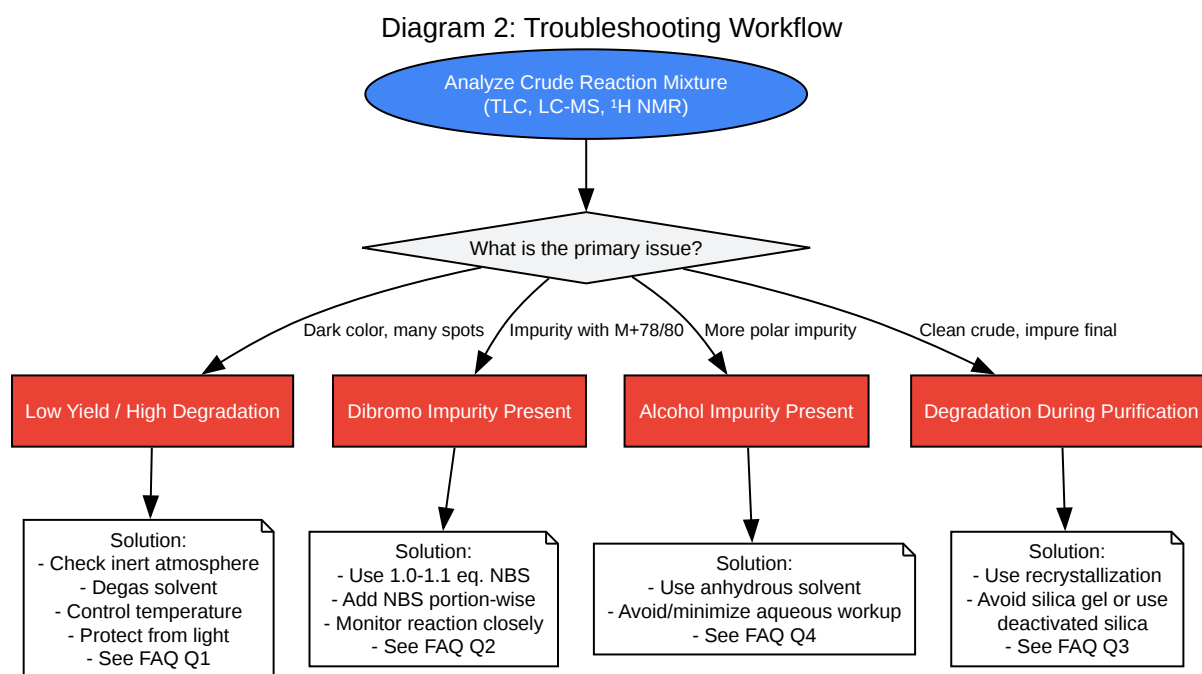 Diagram 2: Troubleshooting Workflow
Analyze Crude Reaction Mixture
(TLC, LC-MS, ¹H NMR)
What is the primary issue?
Dark color, many spots
Impurity with M+78/80
More polar impurity
Clean crude, impure final
Low Yield / High Degradation
Dibromo Impurity Present
Alcohol Impurity Present
Degradation During Purification
Solution:
- Check inert atmosphere
- Degas solvent
- Control temperature
- Protect from light
- See FAQ Q1
Solution:
- Use 1.0-1.1 eq. NBS
- Add NBS portion-wise
- Monitor reaction closely
- See FAQ Q2
Solution:
- Use anhydrous solvent
- Avoid/minimize aqueous workup
- See FAQ Q4
Solution:
- Use recrystallization
- Avoid silica gel or use
deactivated silica
- See FAQ Q3